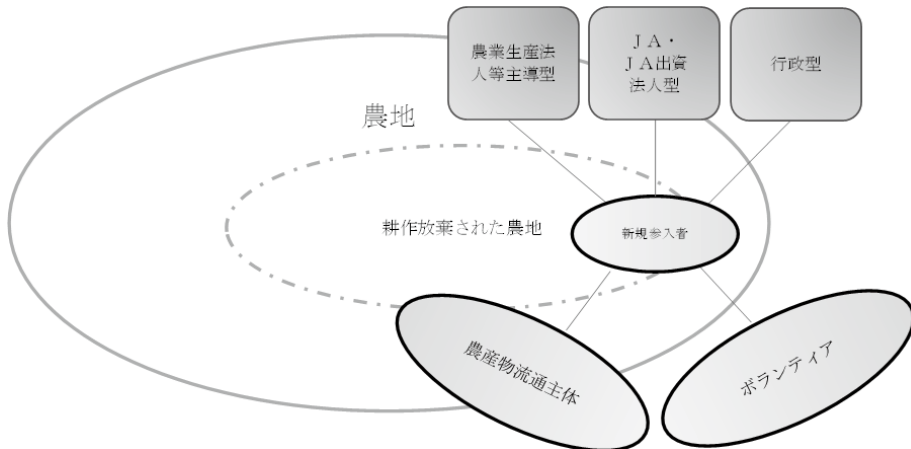 農業生産法
人等主導型
ＪＡ・
ＪＡ出資
法人型
行政型
農地
耕作放棄された農地
新規参入者
農産物流通主体
ボランティア